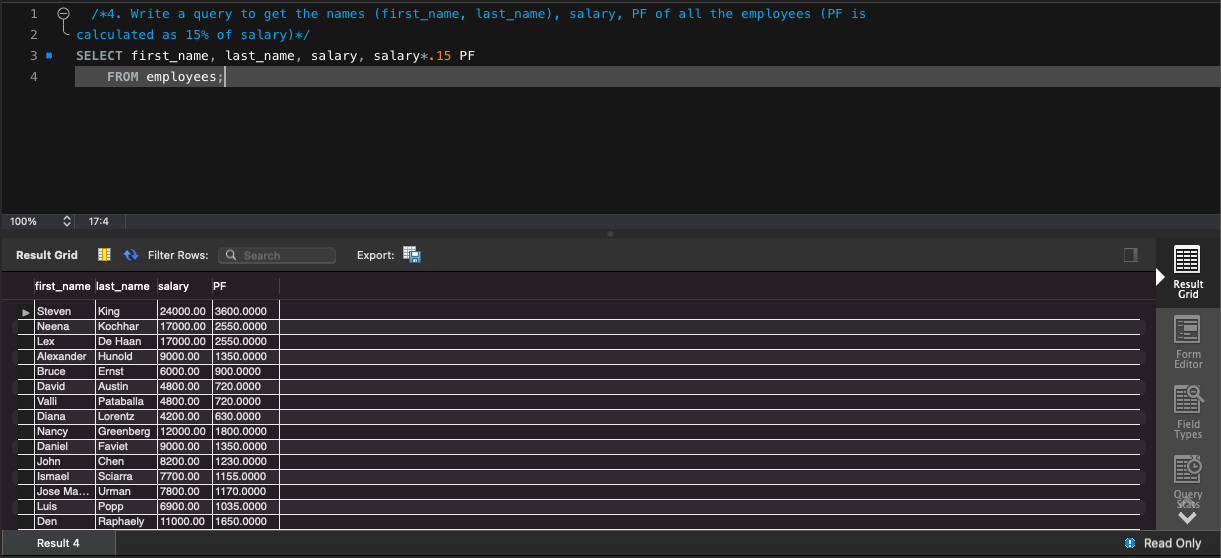 1 /*4. Write a query to get the names (first_name, last_name), salary, PF of all the employees (PF is
2 calculated as 15% of salary)*/
3 SELECT first_name, last_name, salary, salary*.15 PF
4 FROM employees;
100% 17:4
Result Grid Filter Rows: Search Export:
first_name last_name salary PF
Steven King 24000.00 3600.0000
Neena Kochhar 17000.00 2550.0000
Lex De Haan 17000.00 2550.0000
Alexander Hunold 9000.00 1350.0000
Bruce Ernst 6000.00 900.0000
David Austin 4800.00 720.0000
Valli Pataballa 4800.00 720.0000
Diana Lorentz 4200.00 630.0000
Nancy Greenberg 12000.00 1800.0000
Daniel Faviet 9000.00 1350.0000
John Chen 8200.00 1230.0000
Ismael Sciarra 7700.00 1155.0000
Jose Ma... Urman 7800.00 1170.0000
Luis Popp 6900.00 1035.0000
Den Raphaely 11000.00 1650.0000
Result
Grid
Form
Editor
Field
Types
Query
Stats
Result 4 Read Only